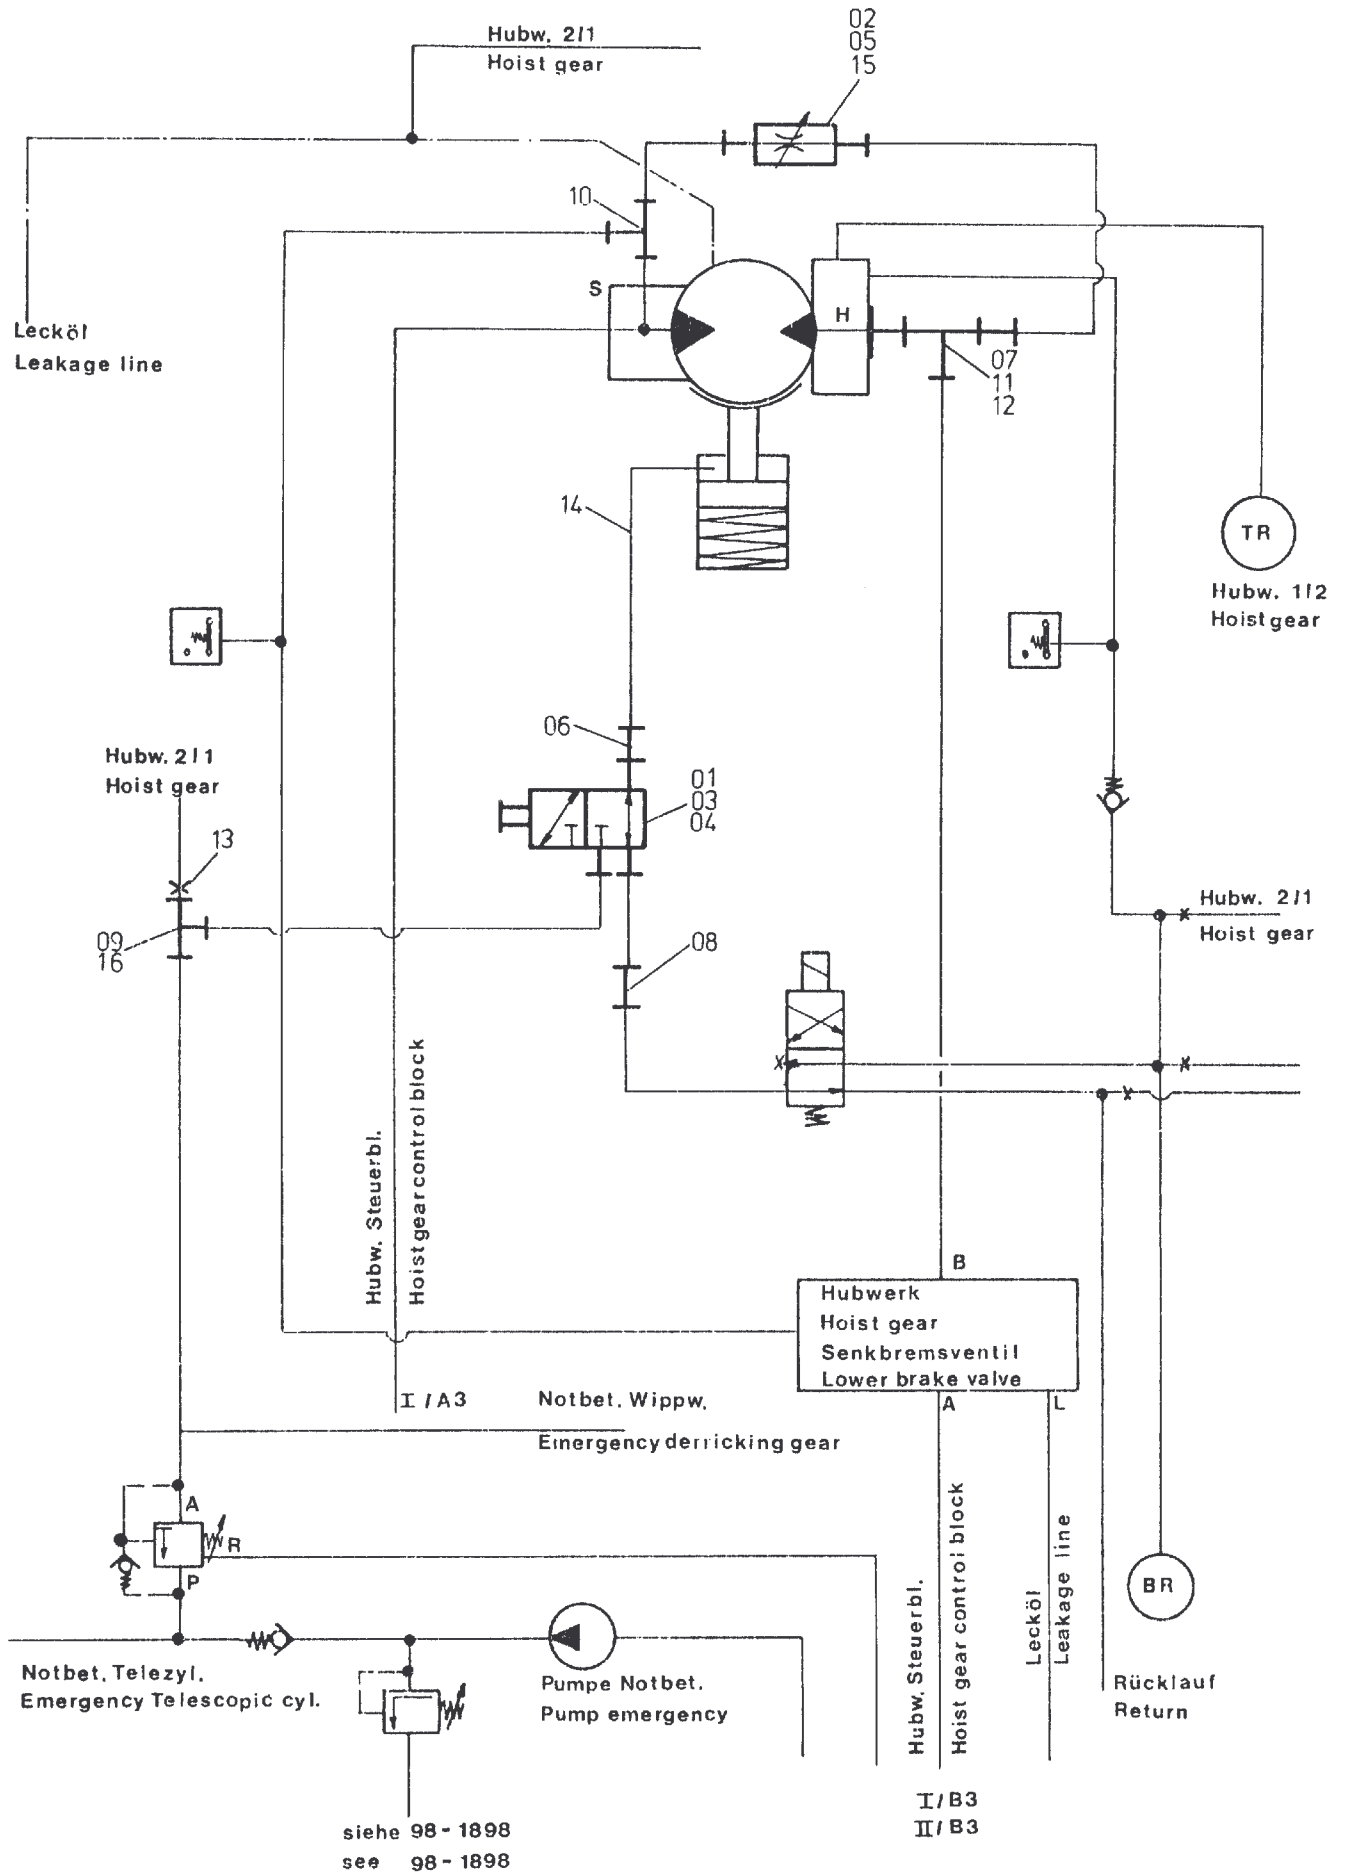 Hubw. 2/1
Hoist gear
02
05
15
10
S
H
Lecköl
Leakage line
07
11
12
14
TR
Hubw. 1/2
Hoist gear
06
Hubw. 2/1
Hoist gear
01
03
04
13
Hubw. 2/1
Hoist gear
09
16
08
x
x
x
x
Hubw. Steuerbl.
Hoist gear control block
B
Hubwerk
Hoist gear
Senkbremsventil
Lower brake valve
I/A3
Notbet. Wippw.
A
L
Emergency derricking gear
A
R
P
Hubw. Steuerbl.
Hoist gear control block
Lecköl
Leakage line
BR
Notbet. Telezyl.
Emergency Telescopic cyl.
Pumpe Notbet.
Pump emergency
Rücklauf
Return
I/B3
II/B3
siehe 98-1898
see 98-1898